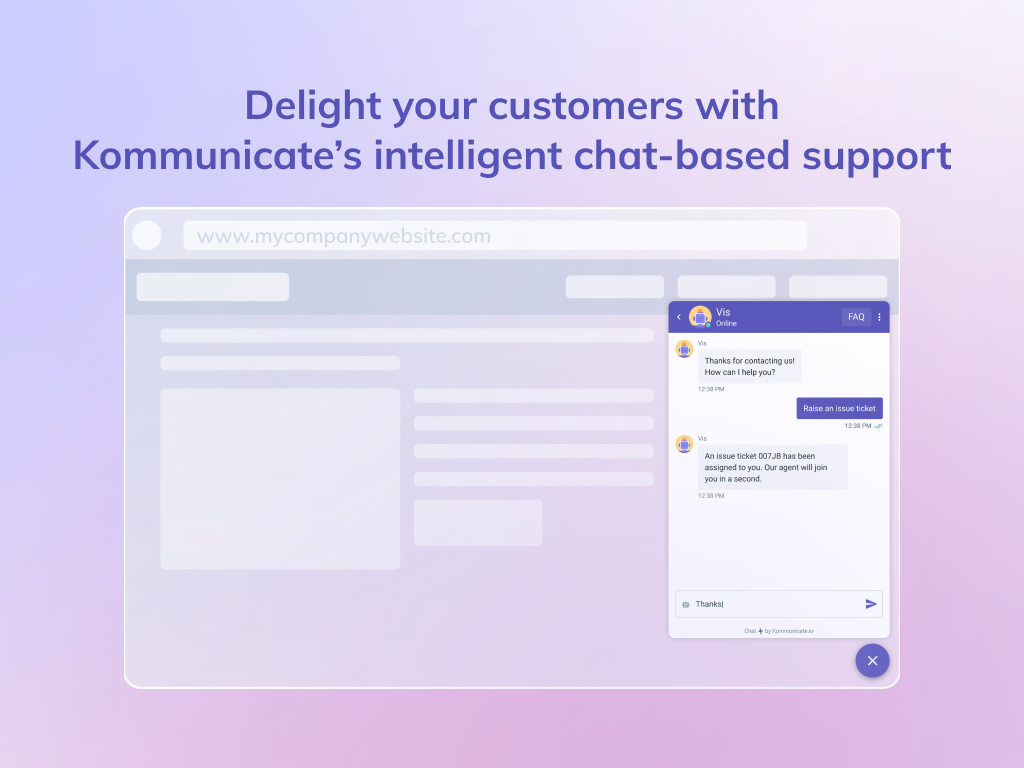 Delight your customers with
Kommunicate’s intelligent chat-based support
www.mycompanywebsite.com
Vis
Online
FAQ
Vis
Thanks for contacting us!
How can I help you?
12:38 PM
Raise an issue ticket
12:38 PM
Vis
An issue ticket 007JB has been
assigned to you. Our agent will join
you in a second.
12:38 PM
Thanks
Chat by Kommunicate.io